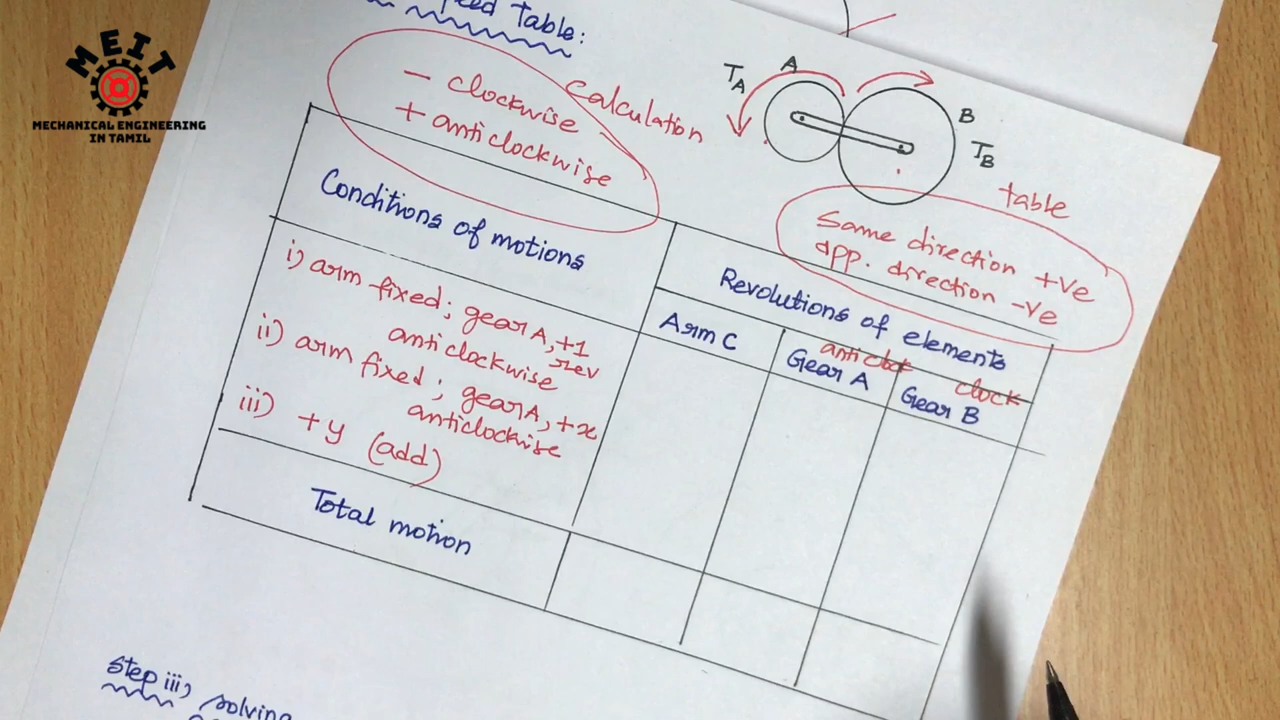 MEIT
MECHANICAL ENGINEERING
IN TAMIL
Table:
- clockwise
+ anticlockwise
calculation
TA
A
B
TB
table
Same direction +ve
opp. direction -ve
Conditions of motions
Revolutions of elements
Arm C
anti clock
Gear A
clock
Gear B
i) arm fixed; gear A, +1 rev
anticlockwise
ii) arm fixed; gear A, +x
anticlockwise
iii) +y (add)
Total motion
Step iii, solving